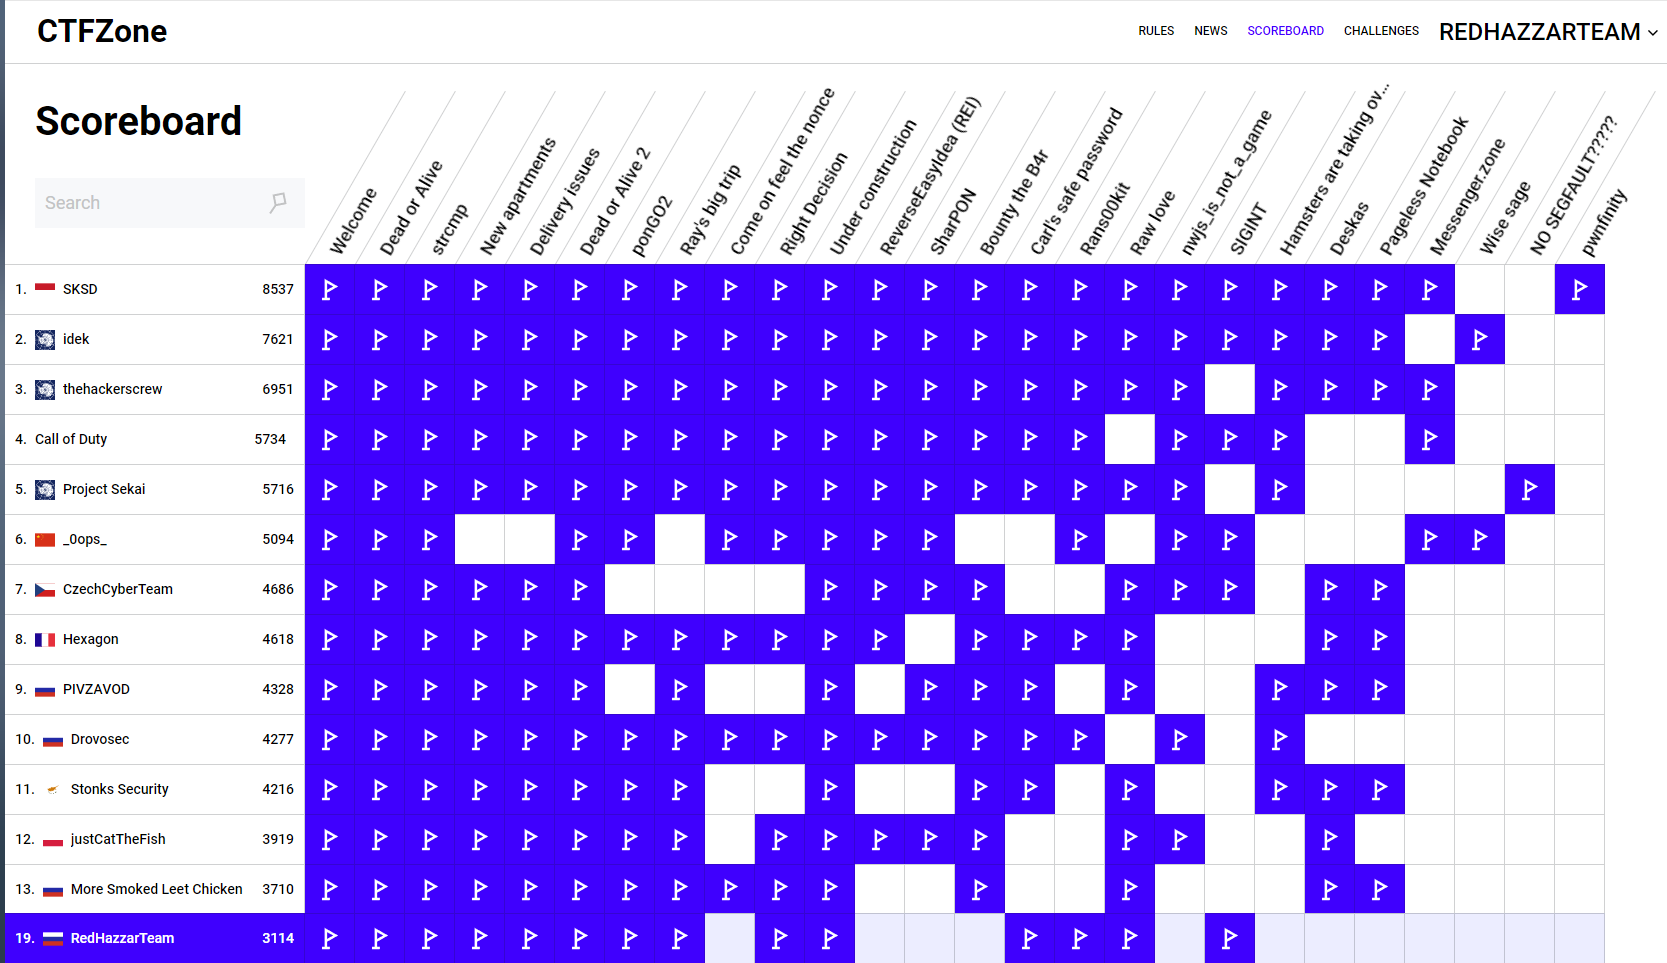 CTFZone
RULES NEWS SCOREBOARD CHALLENGES REDHAZZARTEAM
Scoreboard
Search
Welcome
Dead or Alive
strcmp
New apartments
Delivery issues
Dead or Alive 2
ponGO2
Ray's big trip
Come on feel the nonce
Right Decision
Under construction
ReverseEasyIdea (REI)
SharPON
Bounty the B4r
Carl's safe password
Rans00kit
Raw love
nwjs_is_not_a_game
SIGINT
Hamsters are taking ov...
Deskas
Pageless Notebook
Messenger.zone
Wise sage
NO SEGFAULT?????
pwnfinity
1. SKSD 8537
2. idek 7621
3. thehackerscrew 6951
4. Call of Duty 5734
5. Project Sekai 5716
6. _0ops_ 5094
7. CzechCyberTeam 4686
8. Hexagon 4618
9. PIVZAVOD 4328
10. Drovosec 4277
11. Stonks Security 4216
12. justCatTheFish 3919
13. More Smoked Leet Chicken 3710
19. RedHazzarTeam 3114